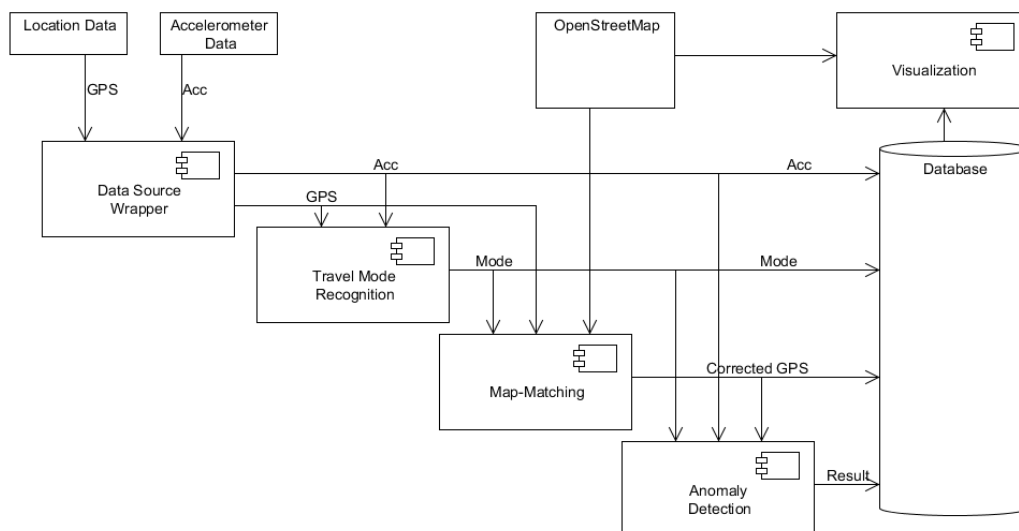 Location Data
Accelerometer
Data
OpenStreetMap
Visualization
GPS
Acc
Data Source
Wrapper
Acc
Acc
Database
GPS
Travel Mode
Recognition
Mode
Mode
Map-Matching
Corrected GPS
Anomaly
Detection
Result